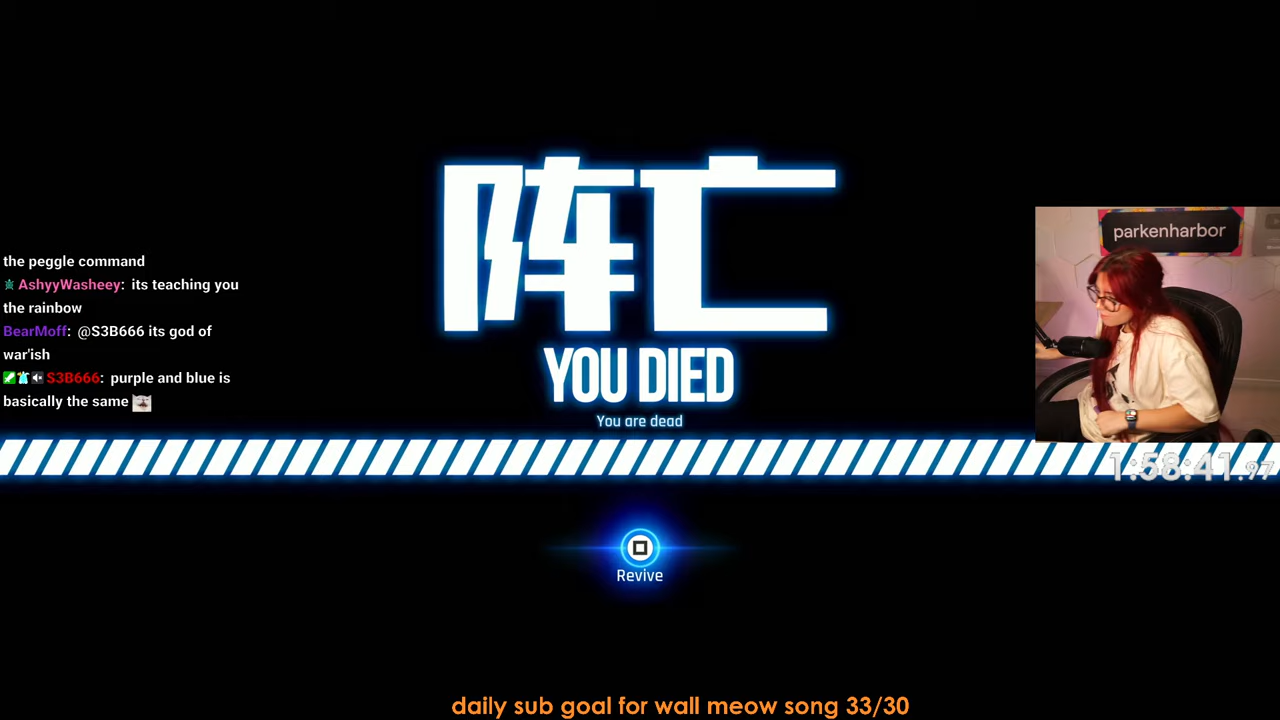 阵亡
YOU DIED
You are dead
the peggle command
AshyyWasheey: its teaching you
the rainbow
BearMoff: @S3B666 its god of
war'ish
S3B666: purple and blue is
basically the same
parkenharbor
1:58:41.97
Revive
daily sub goal for wall meow song 33/30